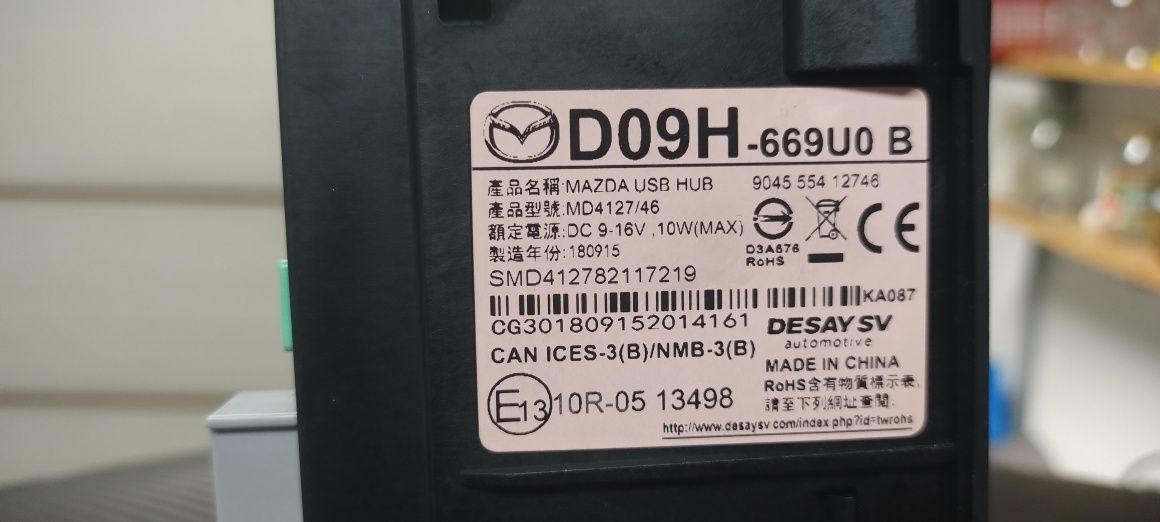 D09H-669U0 B
產品名稱:MAZDA USB HUB
9045 554 12746
產品型號:MD4127/46
額定電源:DC 9-16V ,10W(MAX)
製造年份:180915
D3A676
RoHS
CE
SMD412782117219
KA087
CG301809152014161
DESAY SV
automotive
CAN ICES-3(B)/NMB-3(B)
MADE IN CHINA
RoHS含有物質標示表,
請至下列網址查閱:
E13 10R-05 13498
http://www.desaysv.com/index.php?id=twrohs